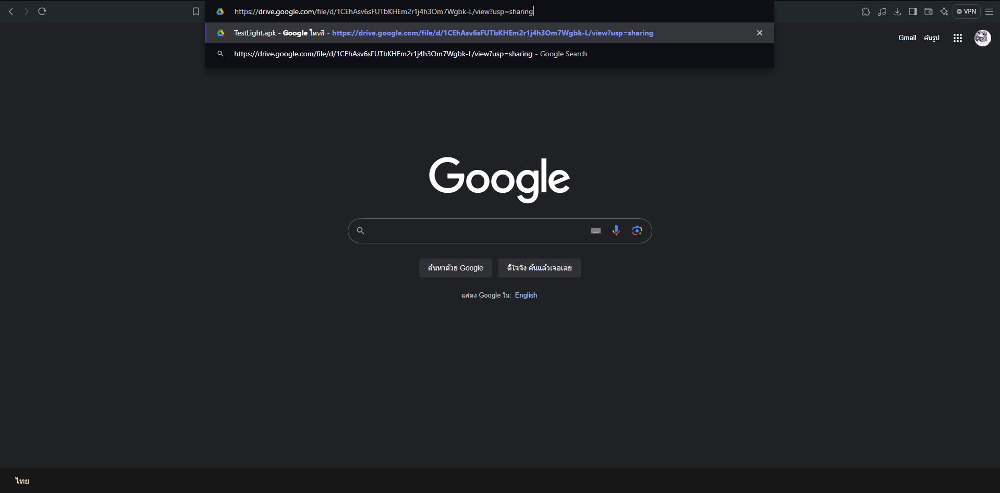 https://drive.google.com/file/d/1CEhAsv6sFUTbKHEm2r1j4h3Om7Wgbk-L/view?usp=sharing
VPN
TestLight.apk - Google ไดรฟ์ - https://drive.google.com/file/d/1CEhAsv6sFUTbKHEm2r1j4h3Om7Wgbk-L/view?usp=sharing
https://drive.google.com/file/d/1CEhAsv6sFUTbKHEm2r1j4h3Om7Wgbk-L/view?usp=sharing - Google Search
Gmail ค้นรูป
Google
ค้นหาด้วย Google ดีใจจัง ค้นแล้วเจอเลย
แสดง Google ใน: English
ไทย